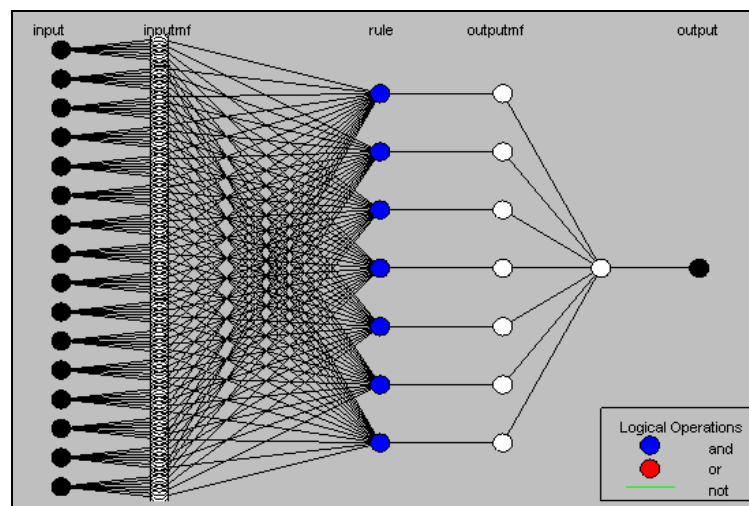 input inputmf rule outputmf output
Logical Operations
and
or
not